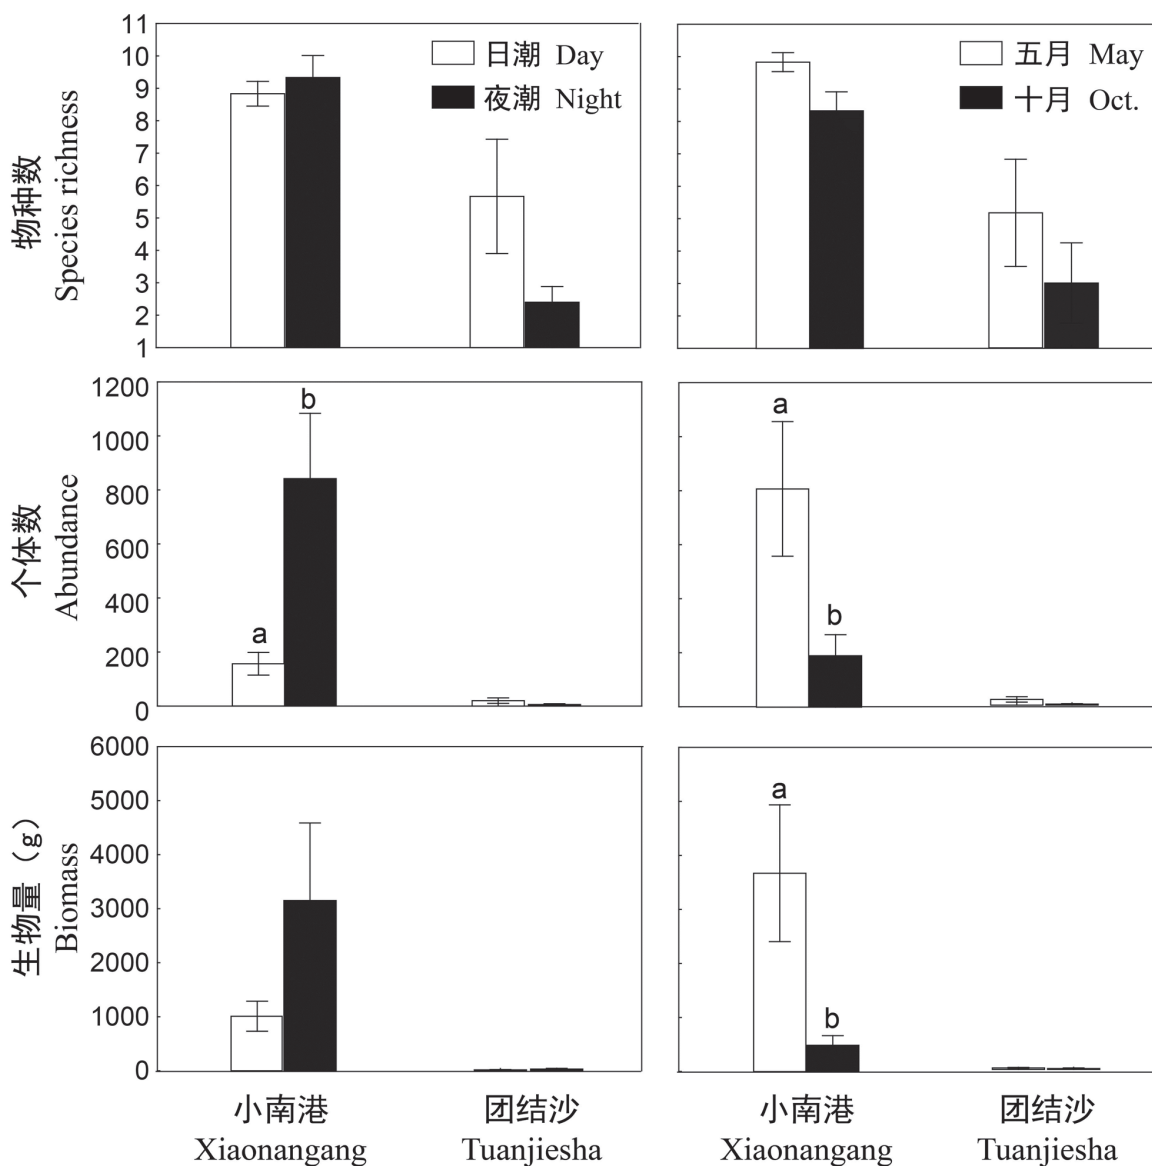 物种数
Species richness
11
10
9
8
7
6
5
4
3
2
1
日潮 Day
夜潮 Night
五月 May
十月 Oct.
个体数
Abundance
1200
1000
800
600
400
200
0
a
b
a
b
生物量（g）
Biomass
6000
5000
4000
3000
2000
1000
0
a
b
小南港
Xiaonangang
团结沙
Tuanjiesha
小南港
Xiaonangang
团结沙
Tuanjiesha